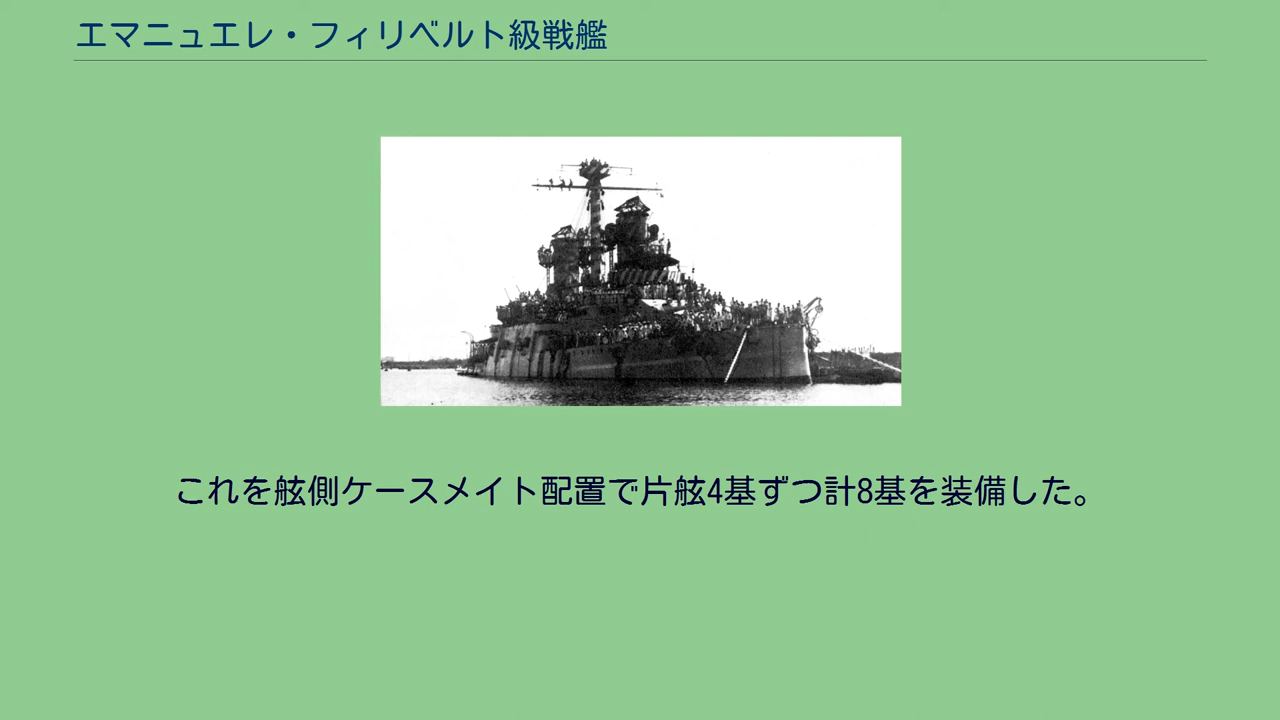 エマニュエレ・フィリベルト級戦艦
これを舷側ケースメイト配置で片舷4基ずつ計8基を装備した。